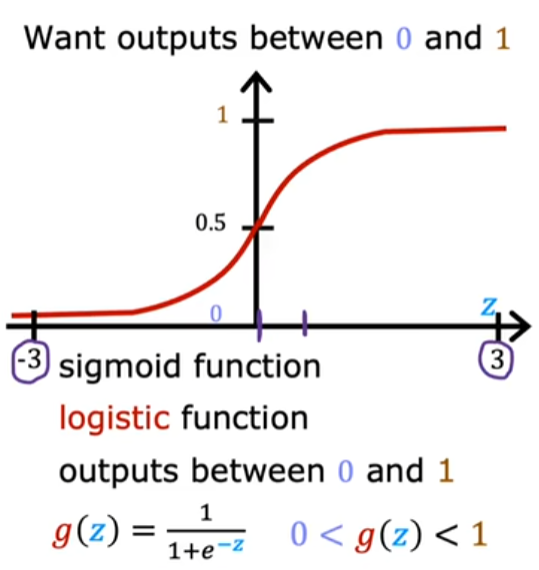 Want outputs between 0 and 1
1
0.5
0
z
-3
3
sigmoid function
logistic function
outputs between 0 and 1
g(z) = 1/1+e^-z 0 < g(z) < 1